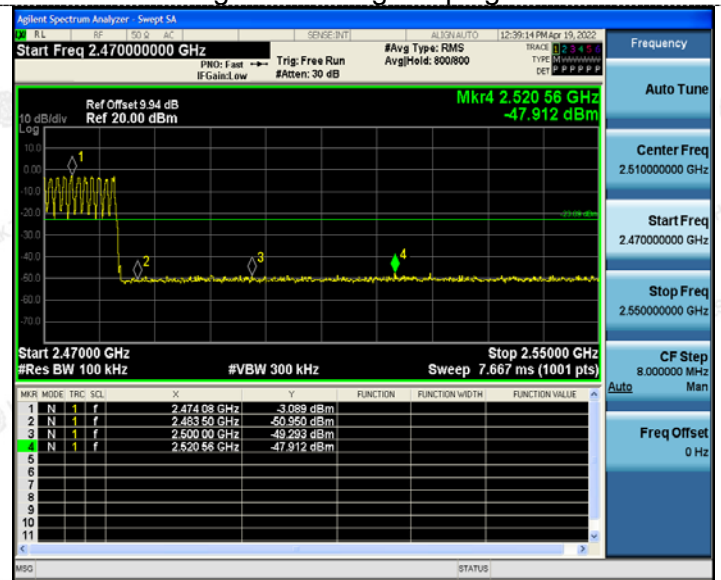 Agilent Spectrum Analyzer - Swept SA
RL RF 50 Ω AC SENSE:INT ALIGNAUTO 12:39:14 PM Apr 19, 2022
Start Freq 2.470000000 GHz
PNO: Fast
IFGain:Low
Trig: Free Run
#Atten: 30 dB
#Avg Type: RMS
Avg|Hold: 800/800
TRACE 1 2 3 4 5 6
TYPE MWWWWW
DET P P P P P P
Mkr4 2.520 56 GHz
-47.912 dBm
Ref Offset 9.94 dB
10 dB/div Ref 20.00 dBm
Log
10.0
0.00
-10.0
-20.0
-30.0
-40.0
-50.0
-60.0
-70.0
1
2
3
4
-23.09 dBm
Start 2.47000 GHz Stop 2.55000 GHz
#Res BW 100 kHz #VBW 300 kHz Sweep 7.667 ms (1001 pts)
MKR MODE TRC SCL X Y FUNCTION FUNCTION WIDTH FUNCTION VALUE
1 N 1 f 2.474 08 GHz -3.089 dBm
2 N 1 f 2.483 50 GHz -50.950 dBm
3 N 1 f 2.500 00 GHz -49.293 dBm
4 N 1 f 2.520 56 GHz -47.912 dBm
5
6
7
8
9
10
11
MSG STATUS
Frequency
Auto Tune
Center Freq
2.510000000 GHz
Start Freq
2.470000000 GHz
Stop Freq
2.550000000 GHz
CF Step
8.000000 MHz
Auto Man
Freq Offset
0 Hz